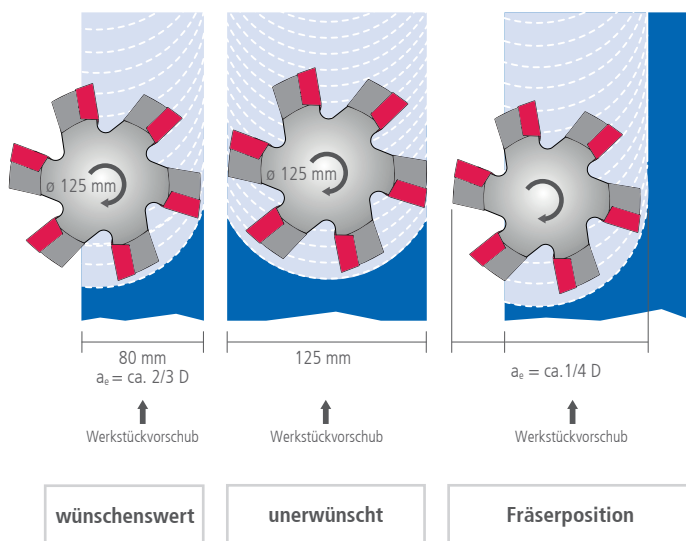 ø 125 mm
ø 125 mm
80 mm
aₑ = ca. 2/3 D
125 mm
aₑ = ca.1/4 D
Werkstückvorschub
Werkstückvorschub
Werkstückvorschub
wünschenswert
unerwünscht
Fräserposition